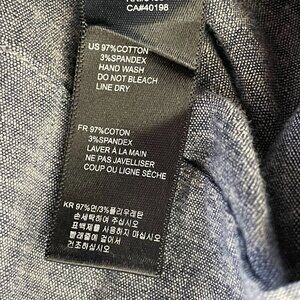 CA#40198
US 97%COTTON
3%SPANDEX
HAND WASH
DO NOT BLEACH
LINE DRY
FR 97%COTON
3%SPANDEX
LAVER À LA MAIN
NE PAS JAVELLISER
COUP OU LIGNE SÈCHE
KR 97%면/3%폴리우레탄
손세탁하여 주십시오
표백제를 사용하지 마십시오
빨랫줄에 걸어서
건조하십시오